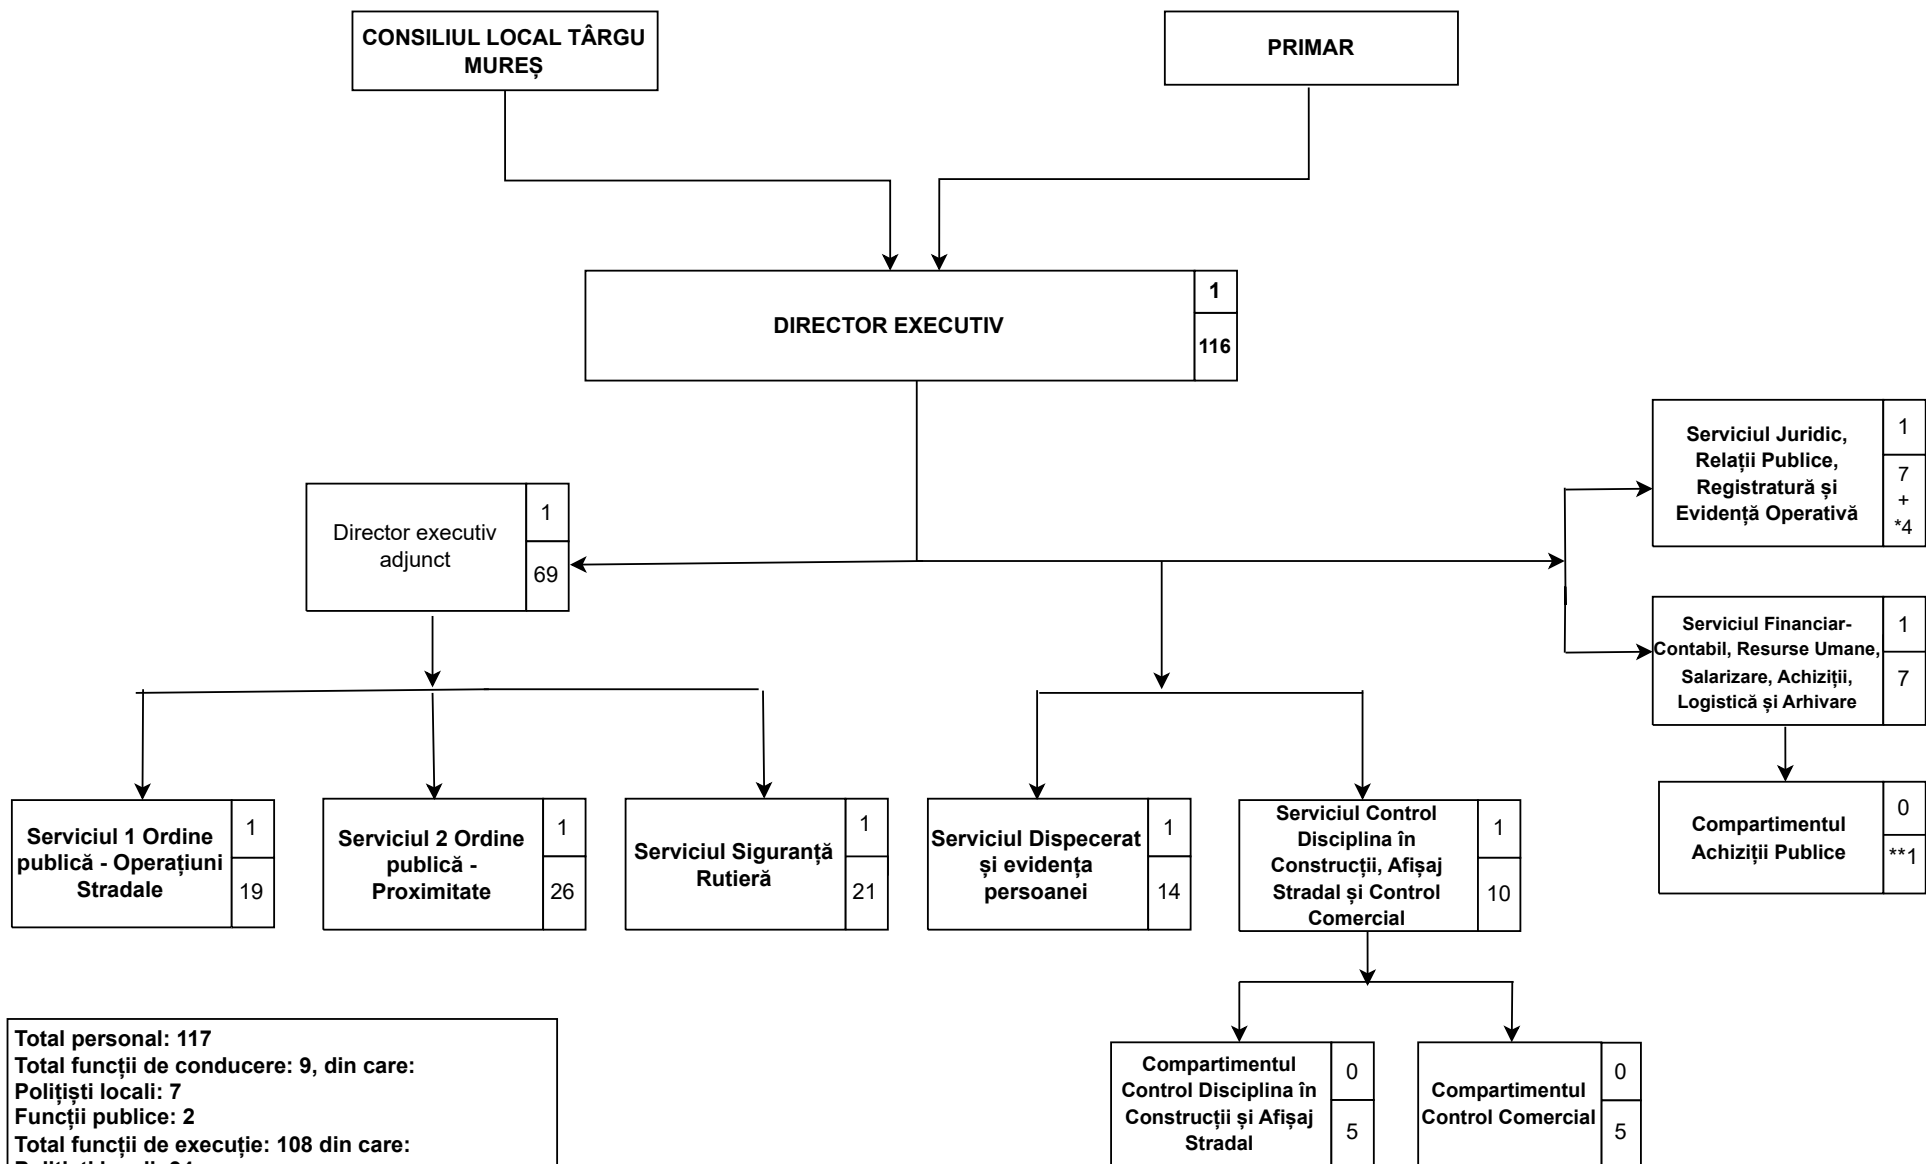 CONSILIUL LOCAL TÂRGU
MUREȘ
PRIMAR
DIRECTOR EXECUTIV
1
116
Serviciul Juridic,
Relații Publice,
Registratură și
Evidență Operativă
1
7
+
*4
Director executiv
adjunct
1
69
Serviciul Financiar-
Contabil, Resurse Umane,
Salarizare, Achiziții,
Logistică și Arhivare
1
7
Serviciul 1 Ordine
publică - Operațiuni
Stradale
1
19
Serviciul 2 Ordine
publică -
Proximitate
1
26
Serviciul Siguranță
Rutieră
1
21
Serviciul Dispecerat
și evidența
persoanei
1
14
Serviciul Control
Disciplina în
Construcții, Afișaj
Stradal și Control
Comercial
1
10
Compartimentul
Achiziții Publice
0
**1
Total personal: 117
Total funcții de conducere: 9, din care:
Polițiști locali: 7
Funcții publice: 2
Total funcții de execuție: 108 din care:
Compartimentul
Control Disciplina în
Construcții și Afișaj
Stradal
0
5
Compartimentul
Control Comercial
0
5